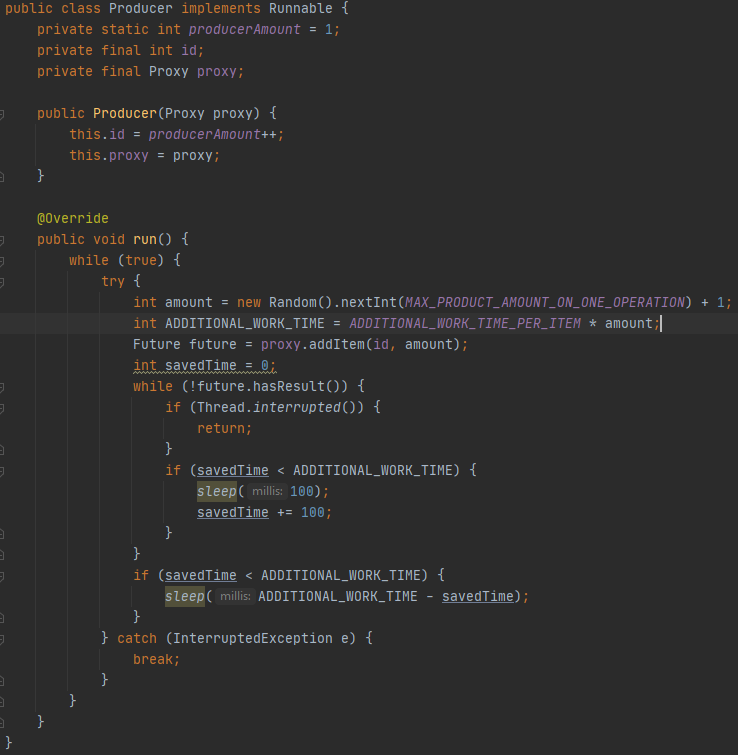 public class Producer implements Runnable {
    private static int producerAmount = 1;
    private final int id;
    private final Proxy proxy;

    public Producer(Proxy proxy) {
        this.id = producerAmount++;
        this.proxy = proxy;
    }

    @Override
    public void run() {
        while (true) {
            try {
                int amount = new Random().nextInt(MAX_PRODUCT_AMOUNT_ON_ONE_OPERATION) + 1;
                int ADDITIONAL_WORK_TIME = ADDITIONAL_WORK_TIME_PER_ITEM * amount;
                Future future = proxy.addItem(id, amount);
                int savedTime = 0;
                while (!future.hasResult()) {
                    if (Thread.interrupted()) {
                        return;
                    }
                    if (savedTime < ADDITIONAL_WORK_TIME) {
                        sleep( millis: 100);
                        savedTime += 100;
                    }
                }
                if (savedTime < ADDITIONAL_WORK_TIME) {
                    sleep( millis: ADDITIONAL_WORK_TIME - savedTime);
                }
            } catch (InterruptedException e) {
                break;
            }
        }
    }
}